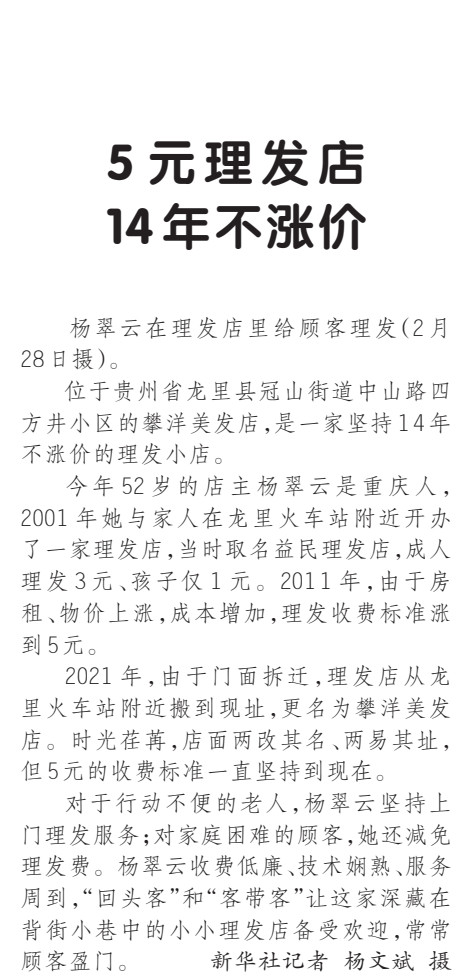 5元理发店
14年不涨价
杨翠云在理发店里给顾客理发(2月
28日摄)。
位于贵州省龙里县冠山街道中山路四
方井小区的攀洋美发店,是一家坚持14年
不涨价的理发小店。
今年52岁的店主杨翠云是重庆人,
2001年她与家人在龙里火车站附近开办
了一家理发店,当时取名益民理发店,成人
理发3元、孩子仅1元。2011年,由于房
租、物价上涨,成本增加,理发收费标准涨
到5元。
2021年,由于门面拆迁,理发店从龙
里火车站附近搬到现址,更名为攀洋美发
店。时光荏苒,店面两改其名、两易其址,
但5元的收费标准一直坚持到现在。
对于行动不便的老人,杨翠云坚持上
门理发服务;对家庭困难的顾客,她还减免
理发费。杨翠云收费低廉、技术娴熟、服务
周到,“回头客”和“客带客”让这家深藏在
背街小巷中的小小理发店备受欢迎,常常
顾客盈门。 新华社记者 杨文斌 摄